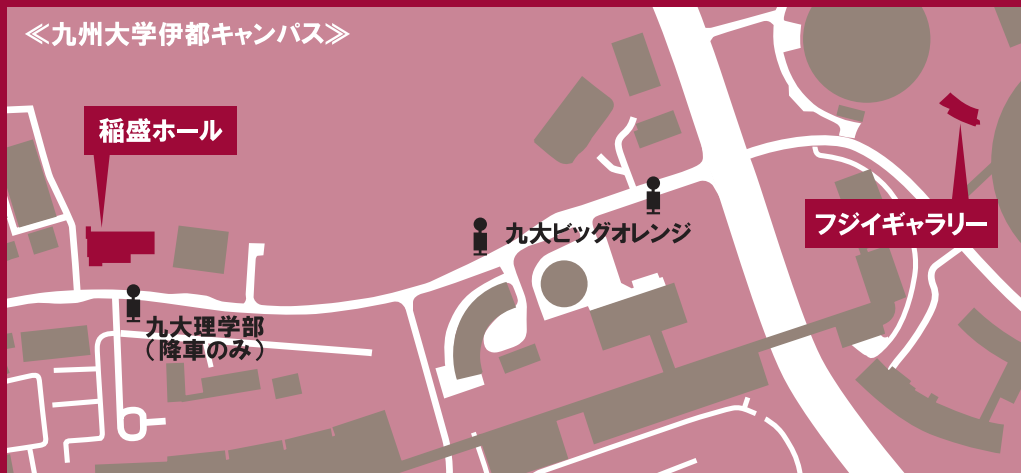 ≪九州大学伊都キャンパス≫
稲盛ホール
フジイギャラリー
九大ビッグオレンジ
九大理学部
（降車のみ）